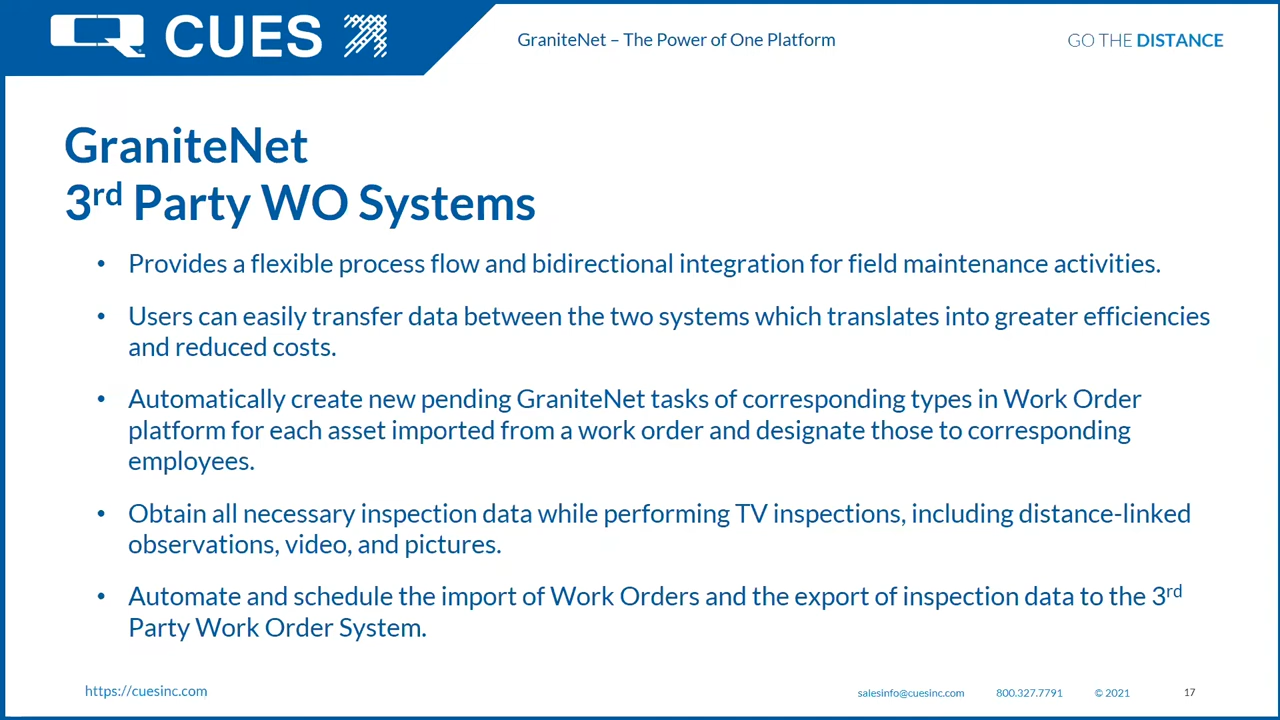 CUES
GraniteNet – The Power of One Platform
GO THE DISTANCE
GraniteNet
3rd Party WO Systems
• Provides a flexible process flow and bidirectional integration for field maintenance activities.
• Users can easily transfer data between the two systems which translates into greater efficiencies
and reduced costs.
• Automatically create new pending GraniteNet tasks of corresponding types in Work Order
platform for each asset imported from a work order and designate those to corresponding
employees.
• Obtain all necessary inspection data while performing TV inspections, including distance-linked
observations, video, and pictures.
• Automate and schedule the import of Work Orders and the export of inspection data to the 3rd
Party Work Order System.
https://cuesinc.com
salesinfo@cuesinc.com
800.327.7791
© 2021
17